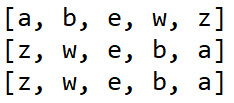 [a, b, e, w, z]
[z, w, e, b, a]
[z, w, e, b, a]